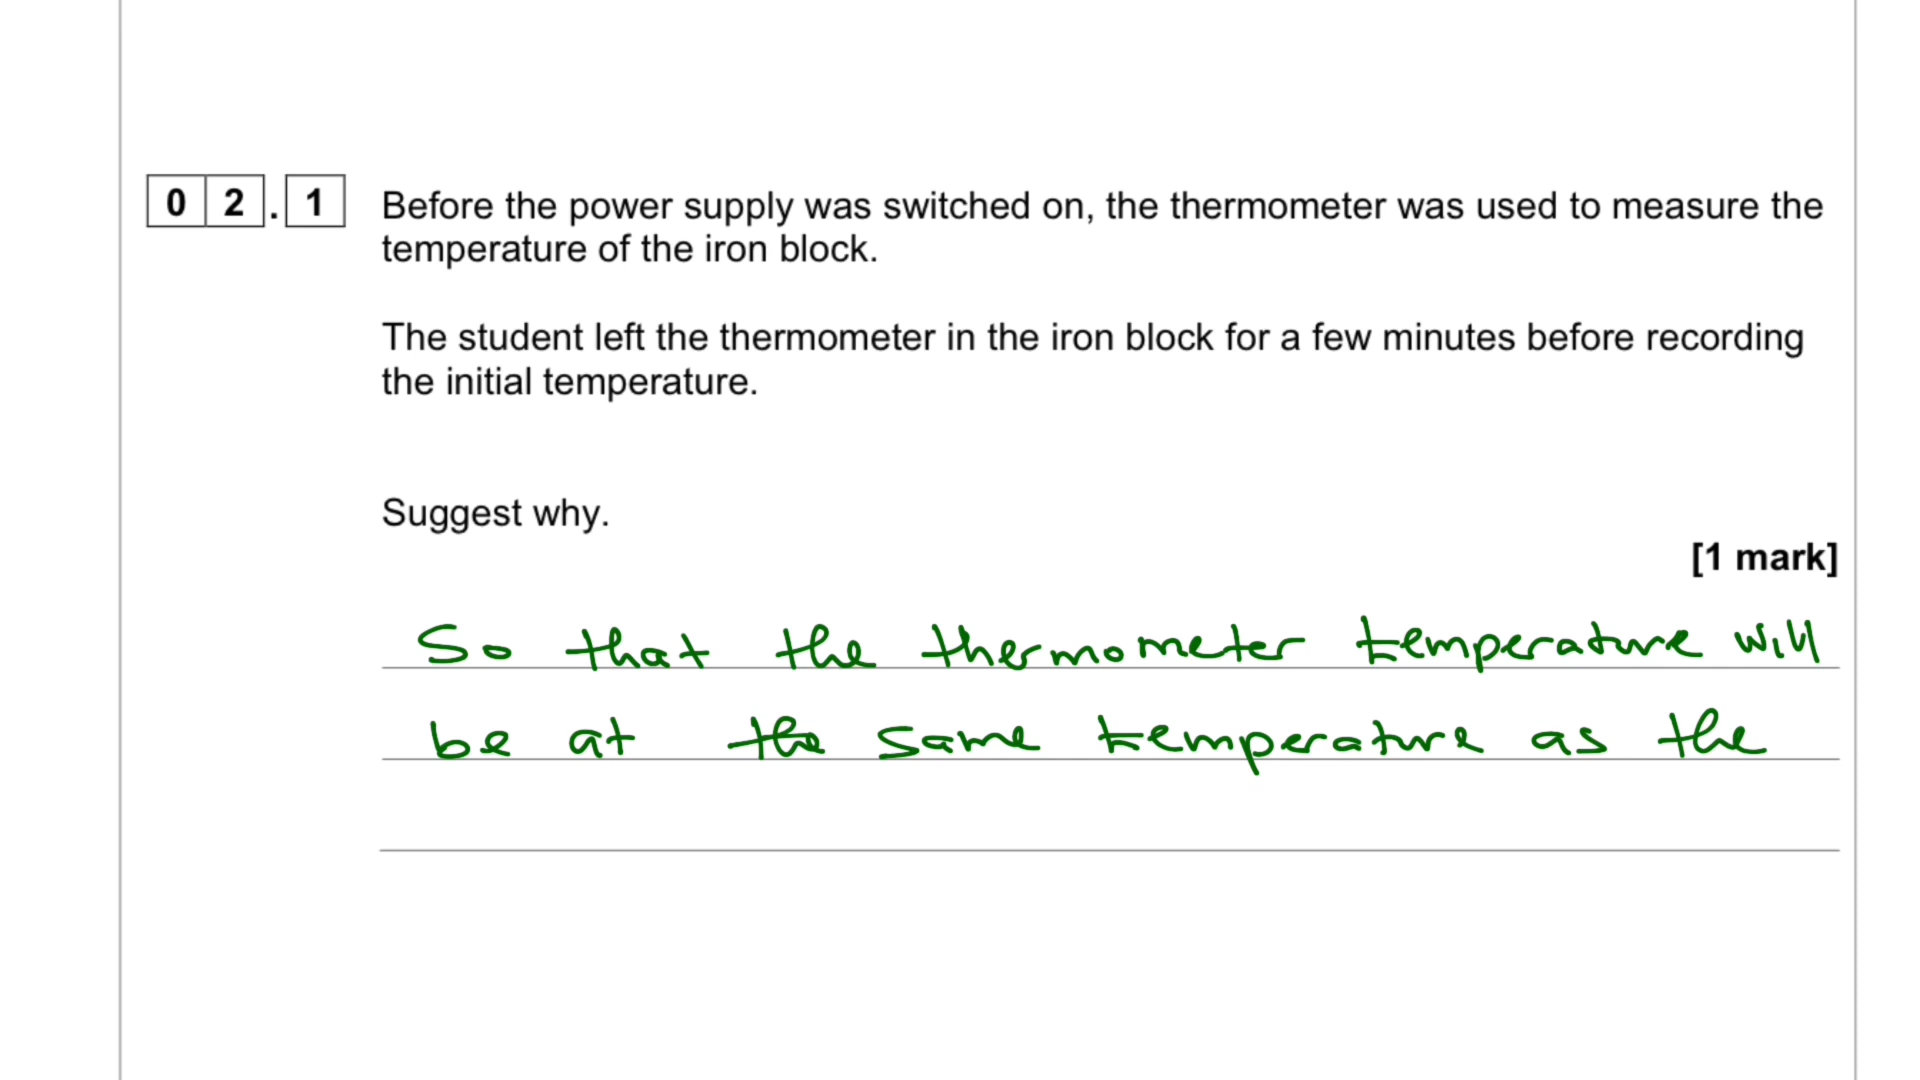 02.1 Before the power supply was switched on, the thermometer was used to measure the
temperature of the iron block.
The student left the thermometer in the iron block for a few minutes before recording
the initial temperature.
Suggest why.
[1 mark]
So that the thermometer temperature will
be at the same temperature as the